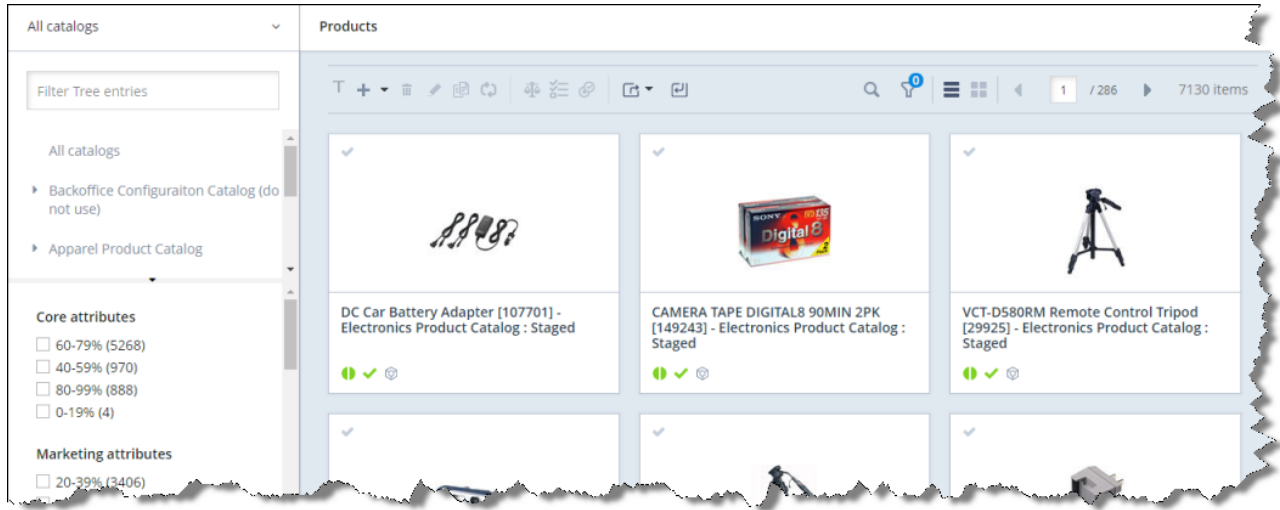 All catalogs
Products
Filter Tree entries
0
1
/ 286
7130 items
All catalogs
Backoffice Configuraiton Catalog (do
not use)
Apparel Product Catalog
SONY
135
Digital 8
DC Car Battery Adapter [107701] -
Electronics Product Catalog : Staged
CAMERA TAPE DIGITAL8 90MIN 2PK
[149243] - Electronics Product Catalog :
Staged
VCT-D580RM Remote Control Tripod
[29925] - Electronics Product Catalog :
Staged
Core attributes
60-79% (5268)
40-59% (970)
80-99% (888)
0-19% (4)
Marketing attributes
20-39% (3406)